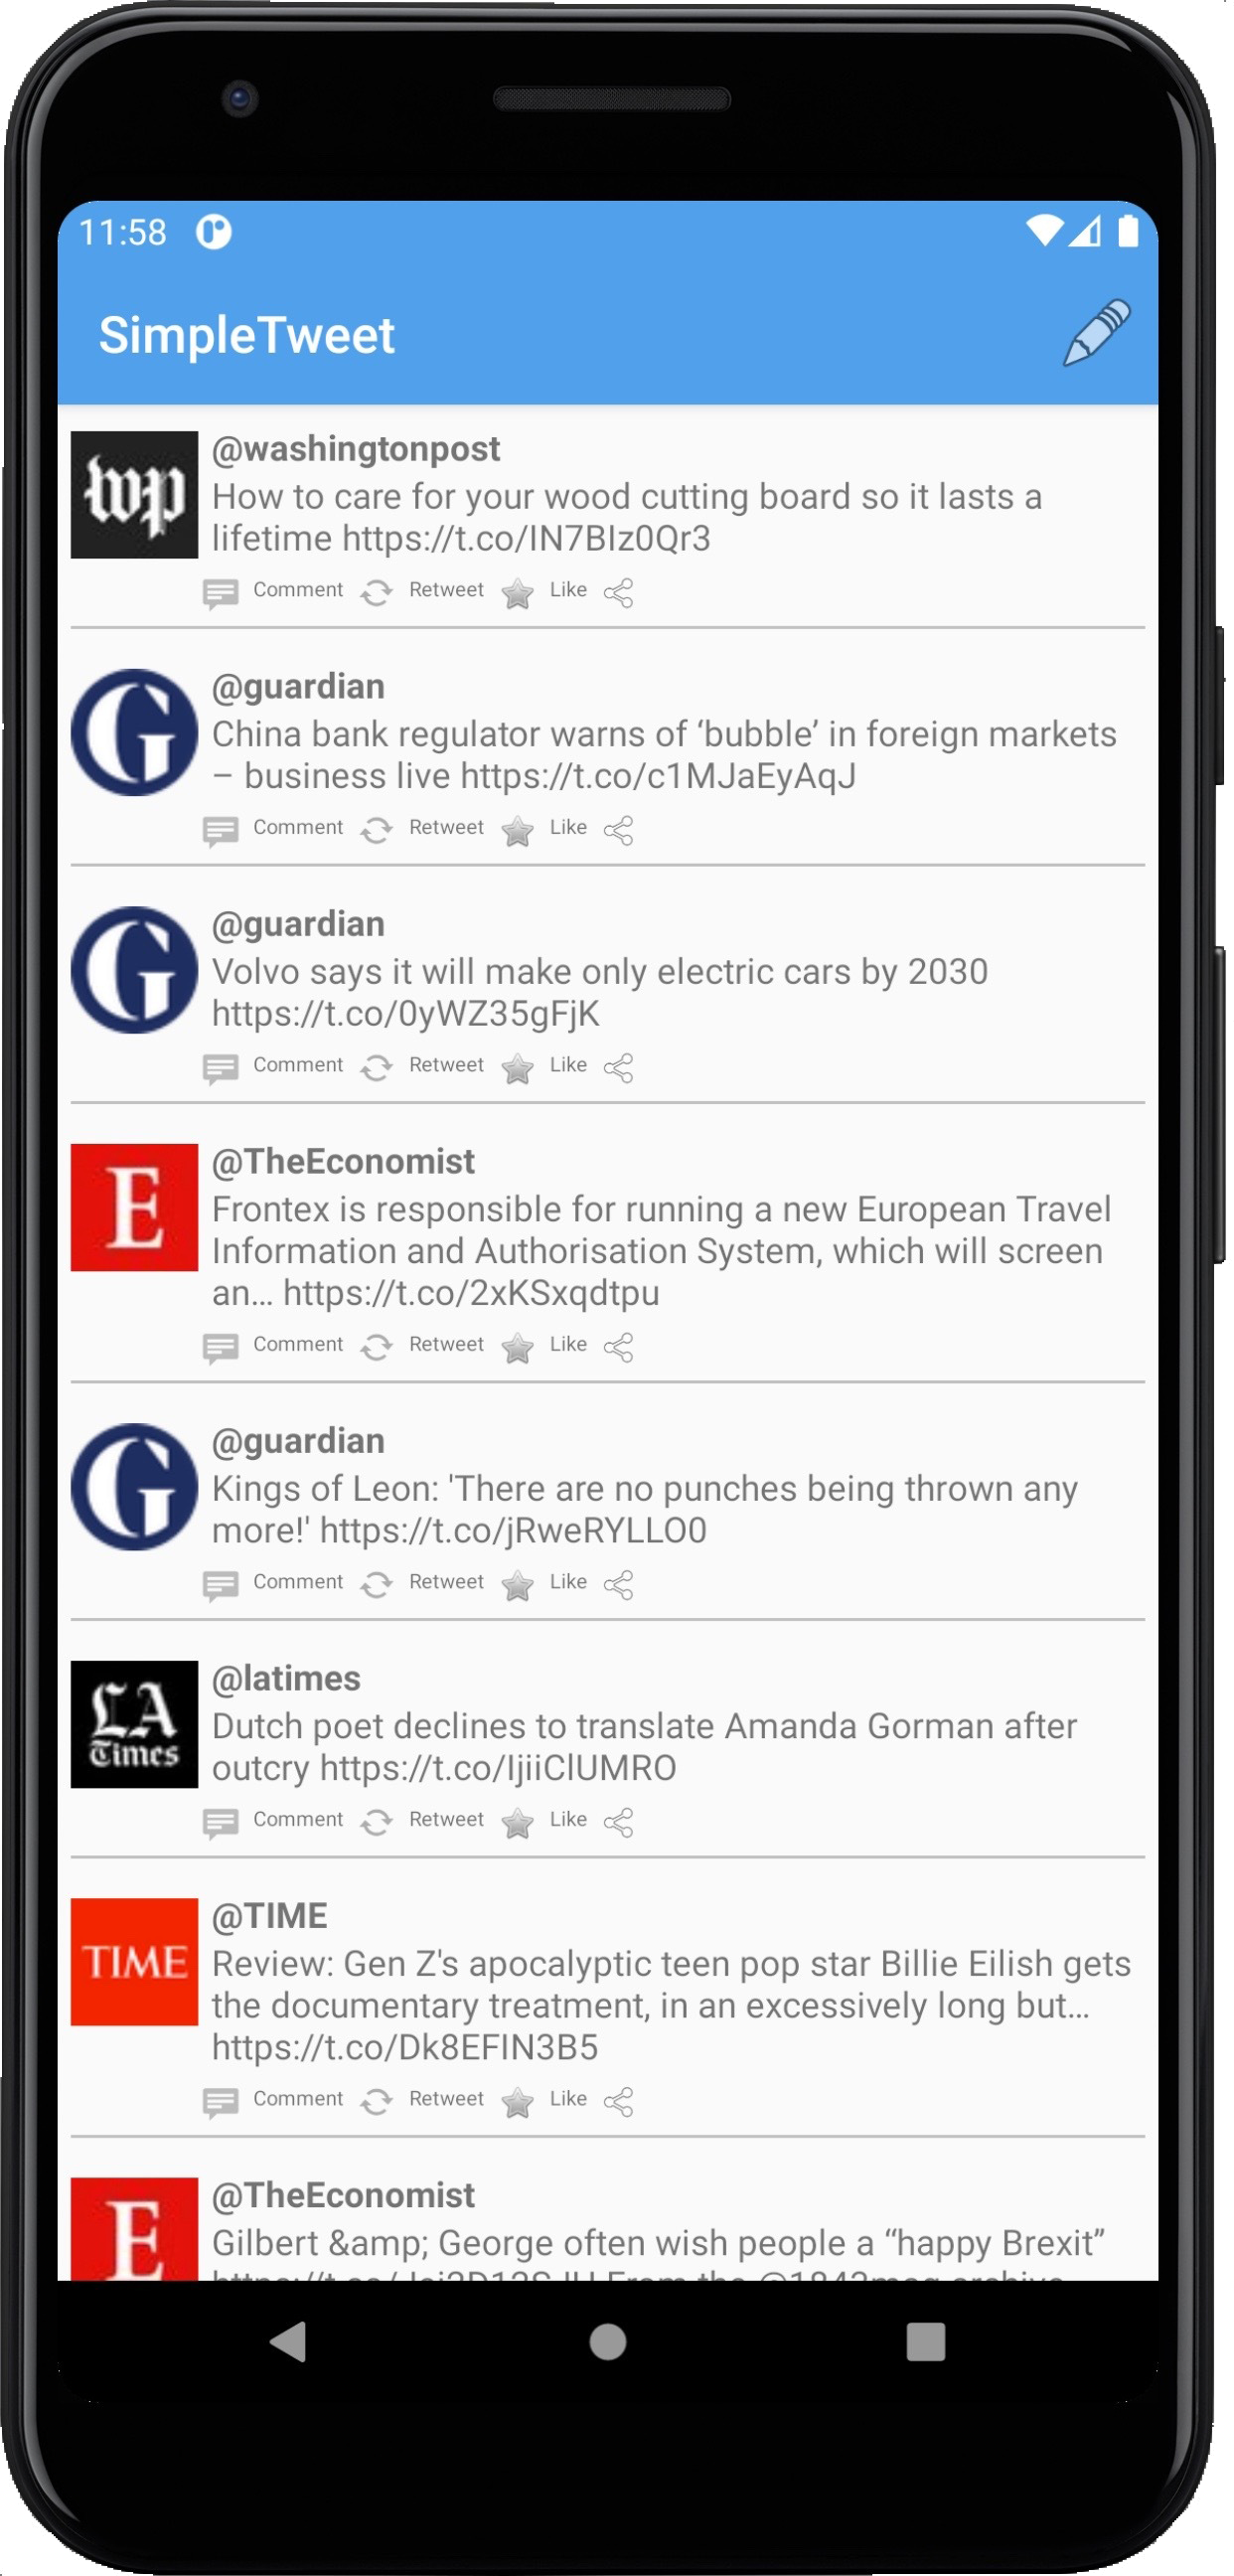 11:58
SimpleTweet
wp
@washingtonpost
How to care for your wood cutting board so it lasts a
lifetime https://t.co/IN7BIz0Qr3
Comment Retweet Like
G
@guardian
China bank regulator warns of ‘bubble’ in foreign markets
– business live https://t.co/c1MJaEyAqJ
Comment Retweet Like
G
@guardian
Volvo says it will make only electric cars by 2030
https://t.co/0yWZ35gFjK
Comment Retweet Like
E
@TheEconomist
Frontex is responsible for running a new European Travel
Information and Authorisation System, which will screen
an… https://t.co/2xKSxqdtpu
Comment Retweet Like
G
@guardian
Kings of Leon: 'There are no punches being thrown any
more!' https://t.co/jRweRYLLO0
Comment Retweet Like
LA
Times
@latimes
Dutch poet declines to translate Amanda Gorman after
outcry https://t.co/IjiiClUMRO
Comment Retweet Like
TIME
@TIME
Review: Gen Z's apocalyptic teen pop star Billie Eilish gets
the documentary treatment, in an excessively long but…
https://t.co/Dk8EFIN3B5
Comment Retweet Like
E
@TheEconomist
Gilbert &amp; George often wish people a “happy Brexit”
From the @1843mag archive